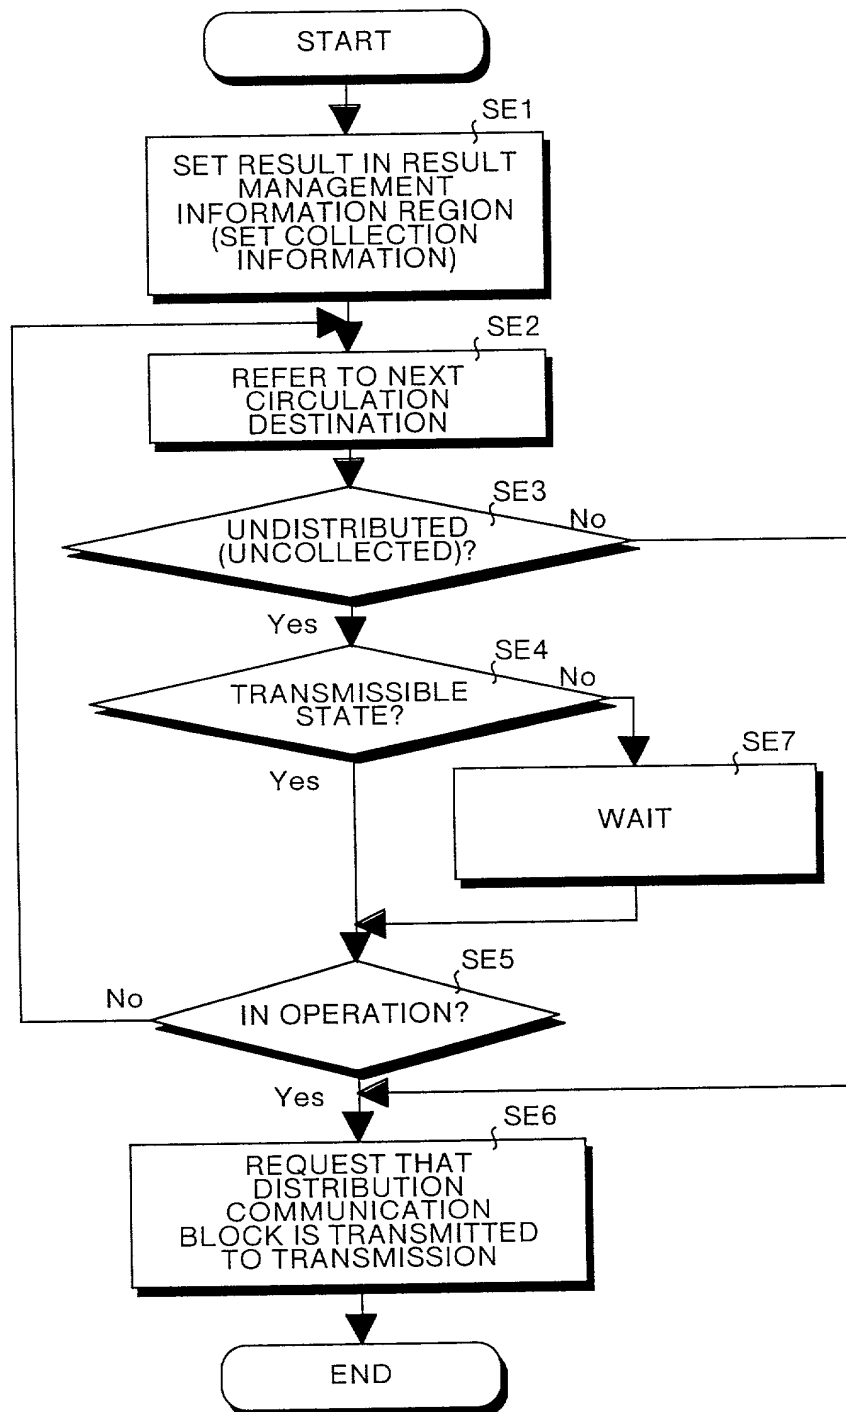 START
SE1
SET RESULT IN RESULT
MANAGEMENT
INFORMATION REGION
(SET COLLECTION
INFORMATION)
SE2
REFER TO NEXT
CIRCULATION
DESTINATION
SE3
No
UNDISTRIBUTED
(UNCOLLECTED)?
Yes
SE4
No
TRANSMISSIBLE
STATE?
Yes
SE7
WAIT
SE5
No
IN OPERATION?
Yes
SE6
REQUEST THAT
DISTRIBUTION
COMMUNICATION
BLOCK IS TRANSMITTED
TO TRANSMISSION
END